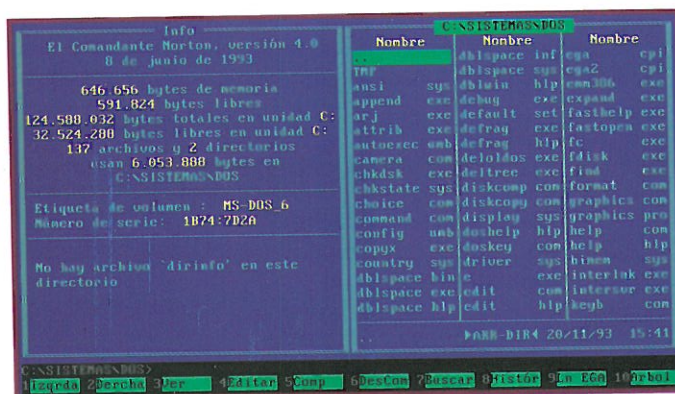 Info
El Comandante Norton, versión 4.0
8 de junio de 1993
646.656 bytes de memoria
591.824 bytes libres
124.588.032 bytes totales en unidad C:
32.524.288 bytes libres en unidad C:
137 archivos y 2 directorios
usan 6.053.888 bytes en
C:\SISTEMAS\DOS
Etiqueta de volumen : MS-DOS_6
Número de serie: 1B74:7D2A
No hay archivo 'dirinfo' en este
directorio
C:\SISTEMAS\DOS
Nombre Nombre Nombre
.. dblspace inf ega cpi
TMP dblspace sys ega2 cpi
ansi sys dblwin hlp emm386 exe
append exe debug exe expand exe
arj exe default set fasthelp exe
attrib exe defrag exe fastopen exe
autoexec umb defrag hlp fc exe
camera com deloldos exe fdisk exe
chkdsk exe deltree exe find exe
chkstate sys diskcomp com format com
choice com diskcopy com graphics com
command com display sys graphics pro
config umb doshelp hlp help com
copyx exe doskey com help hlp
country sys driver sys himem sys
dblspace bin e exe interlnk exe
dblspace exe edit com intersvr exe
dblspace hlp edit hlp keyb com
.. ►ARR-DIR◄ 20/11/93 15:41
C:\SISTEMAS\DOS>
1Izqrda 2Dercha 3Ver 4Editar 5Comp 6DesCom 7Buscar 8Histór 9Ln EGA 10Arbol